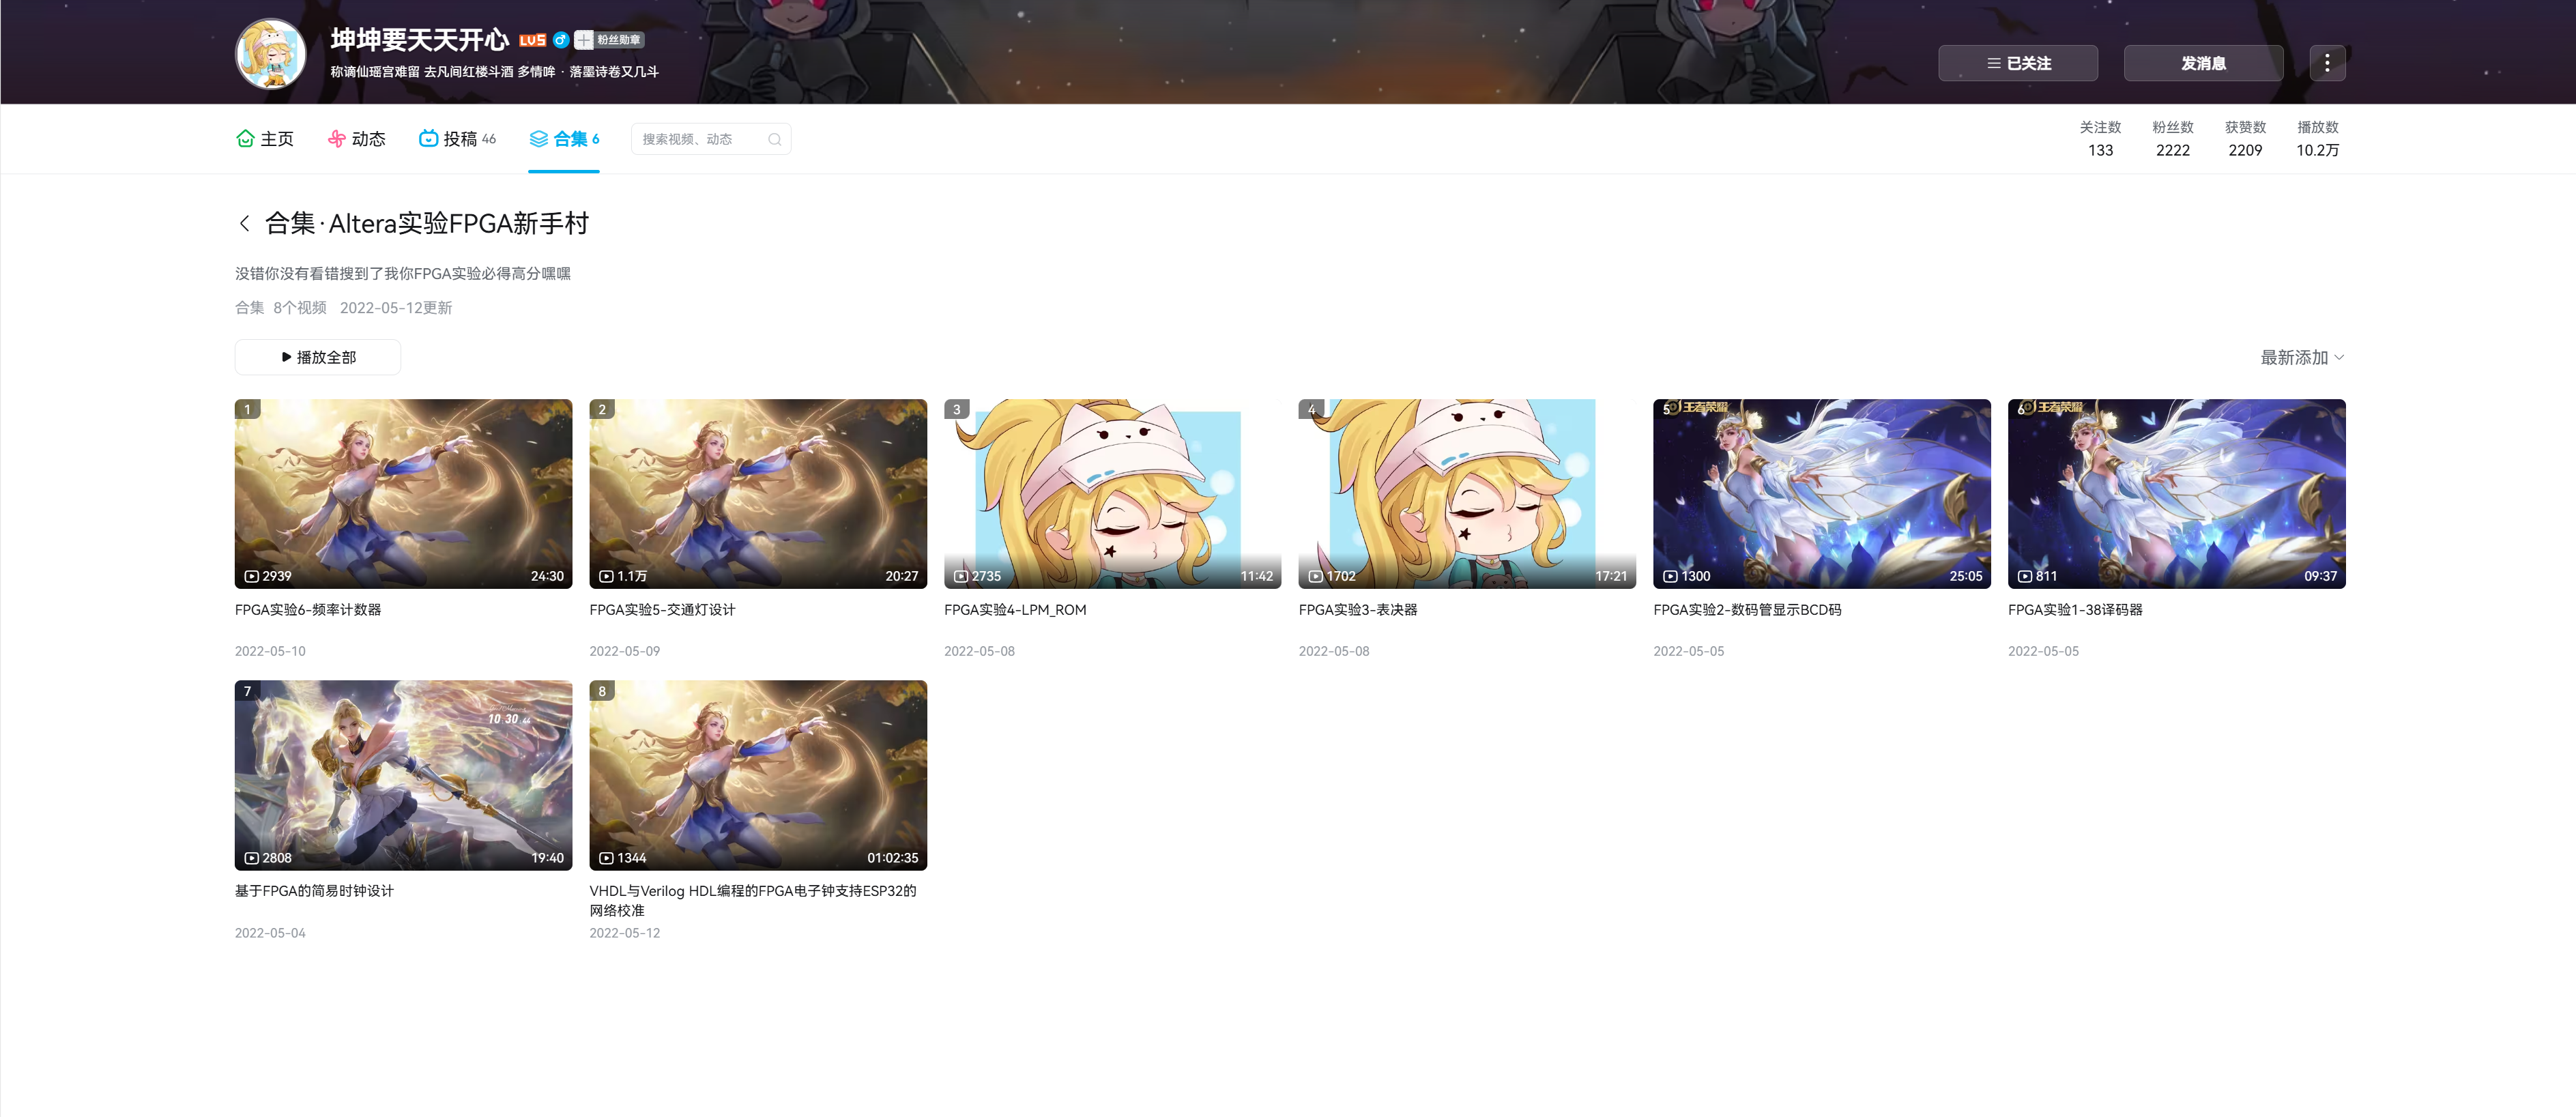 坤坤要天天开心 LV5 粉丝勋章
称谪仙瑶宫难留 去凡间红楼斗酒 多情哞 · 落墨诗卷又几斗
已关注
发消息
主页
动态
投稿 46
合集 6
搜索视频、动态
关注数 粉丝数 获赞数 播放数
133 2222 2209 10.2万
合集·Altera实验FPGA新手村
没错你没有看错搜到了我你FPGA实验必得高分嘿嘿
合集 8个视频 2022-05-12更新
播放全部
最新添加
1
2939 24:30
FPGA实验6-频率计数器
2022-05-10
2
1.1万 20:27
FPGA实验5-交通灯设计
2022-05-09
3
2735 11:42
FPGA实验4-LPM_ROM
2022-05-08
4
1702 17:21
FPGA实验3-表决器
2022-05-08
5 王者荣耀
1300 25:05
FPGA实验2-数码管显示BCD码
2022-05-05
6 王者荣耀
811 09:37
FPGA实验1-38译码器
2022-05-05
7
10 30
2808 19:40
基于FPGA的简易时钟设计
2022-05-04
8
1344 01:02:35
VHDL与Verilog HDL编程的FPGA电子钟支持ESP32的
网络校准
2022-05-12